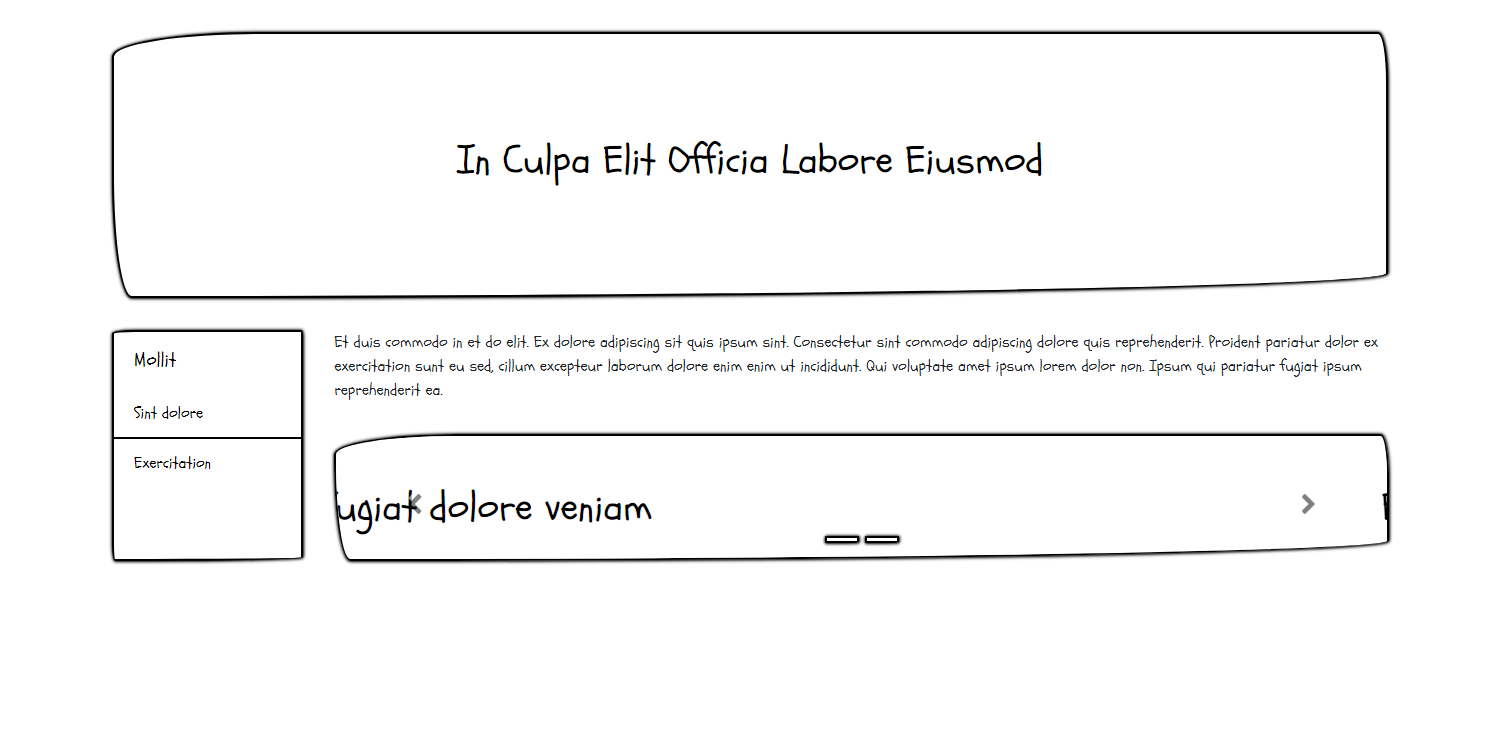 In Culpa Elit Officia Labore Eiusmod
Mollit
Sint dolore
Exercitation
Et duis commodo in et do elit. Ex dolore adipiscing sit quis ipsum sint. Consectetur sint commodo adipiscing dolore quis reprehenderit. Proident pariatur dolor ex
exercitation sunt eu sed, cillum excepteur laborum dolore enim enim ut incididunt. Qui voluptate amet ipsum lorem dolor non. Ipsum qui pariatur fugiat ipsum
reprehenderit ea.
ugiat dolore veniam